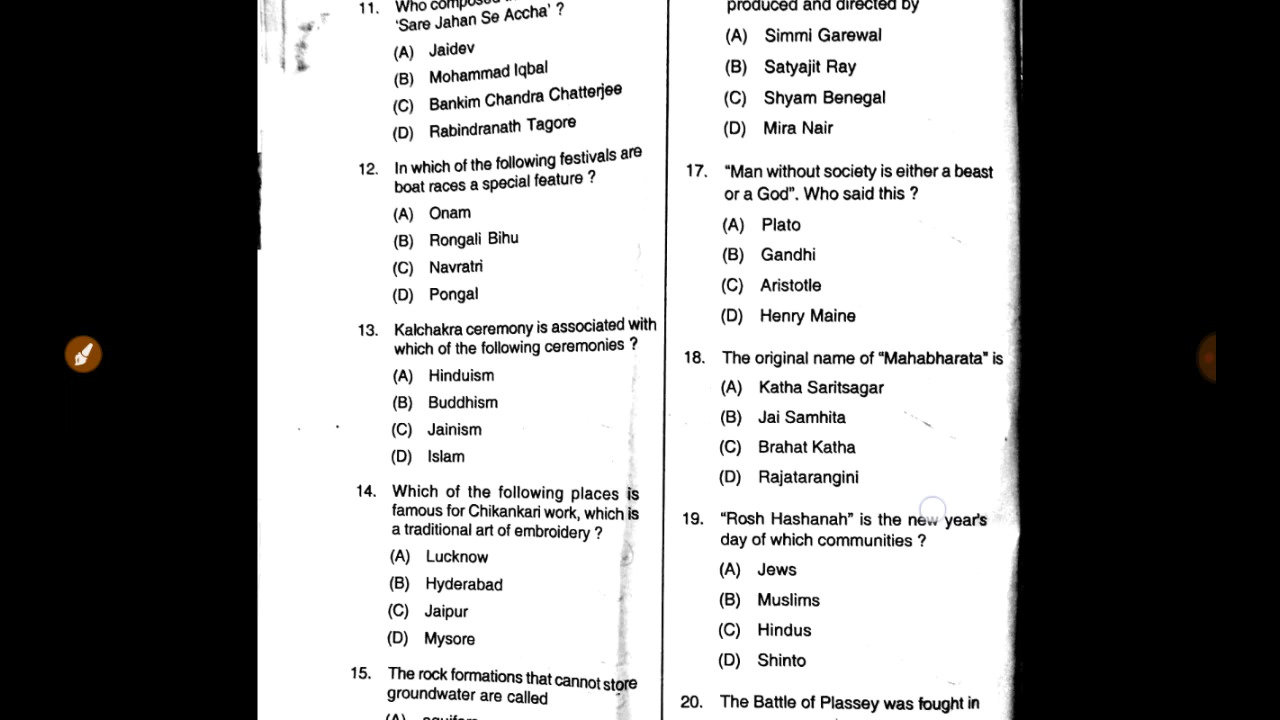 11. Who composed
‘Sare Jahan Se Accha’ ?
(A) Jaidev
(B) Mohammad Iqbal
(C) Bankim Chandra Chatterjee
(D) Rabindranath Tagore
12. In which of the following festivals are
boat races a special feature ?
(A) Onam
(B) Rongali Bihu
(C) Navratri
(D) Pongal
13. Kalchakra ceremony is associated with
which of the following ceremonies ?
(A) Hinduism
(B) Buddhism
(C) Jainism
(D) Islam
14. Which of the following places is
famous for Chikankari work, which is
a traditional art of embroidery ?
(A) Lucknow
(B) Hyderabad
(C) Jaipur
(D) Mysore
15. The rock formations that cannot store
groundwater are called
(A)
produced and directed by
(A) Simmi Garewal
(B) Satyajit Ray
(C) Shyam Benegal
(D) Mira Nair
17. “Man without society is either a beast
or a God”. Who said this ?
(A) Plato
(B) Gandhi
(C) Aristotle
(D) Henry Maine
18. The original name of “Mahabharata” is
(A) Katha Saritsagar
(B) Jai Samhita
(C) Brahat Katha
(D) Rajatarangini
19. “Rosh Hashanah” is the new year's
day of which communities ?
(A) Jews
(B) Muslims
(C) Hindus
(D) Shinto
20. The Battle of Plassey was fought in